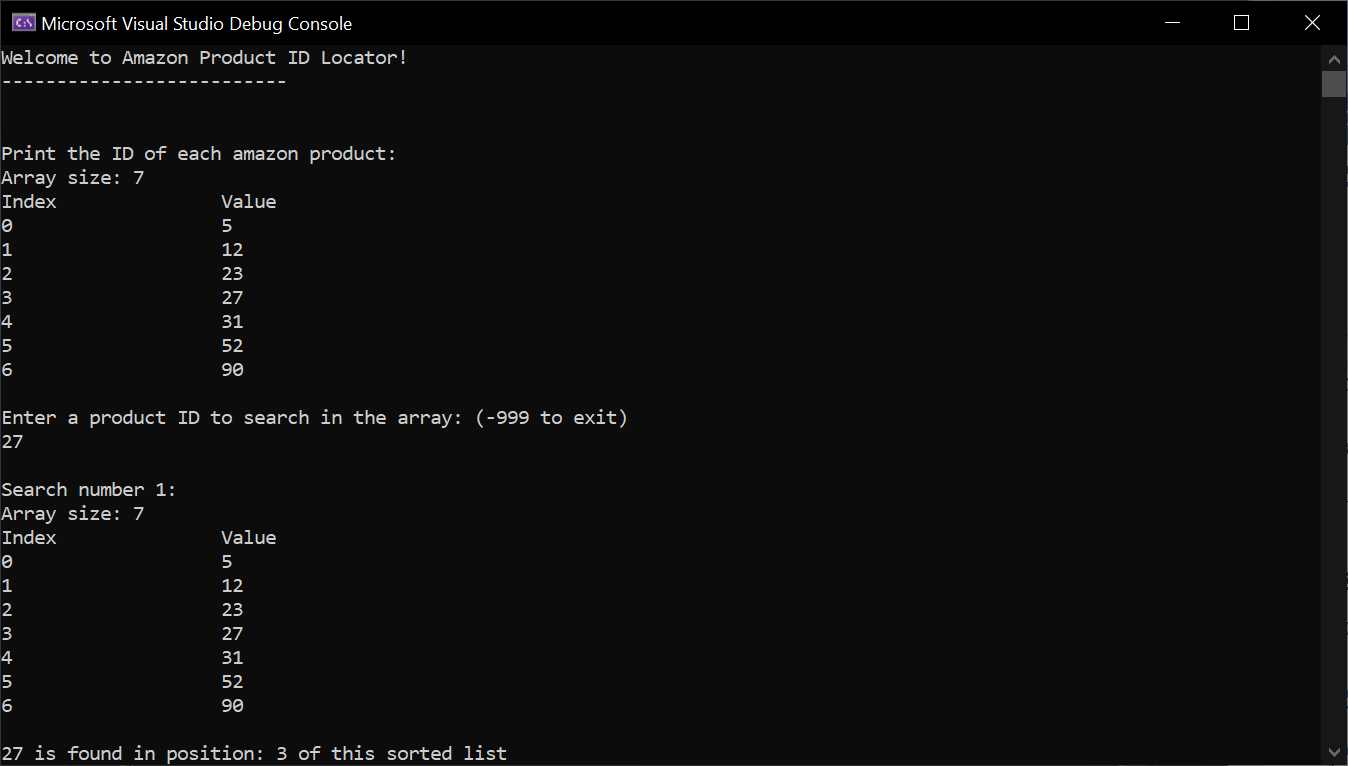 Microsoft Visual Studio Debug Console
Welcome to Amazon Product ID Locator!
--------------------------
Print the ID of each amazon product:
Array size: 7
Index Value
0 5
1 12
2 23
3 27
4 31
5 52
6 90
Enter a product ID to search in the array: (-999 to exit)
27
Search number 1:
Array size: 7
Index Value
0 5
1 12
2 23
3 27
4 31
5 52
6 90
27 is found in position: 3 of this sorted list